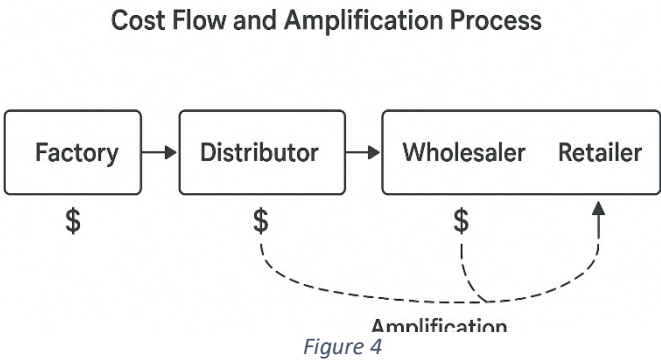 Cost Flow and Amplification Process
Factory
Distributor
Wholesaler Retailer
$ $ $
Amplification
Figure 4